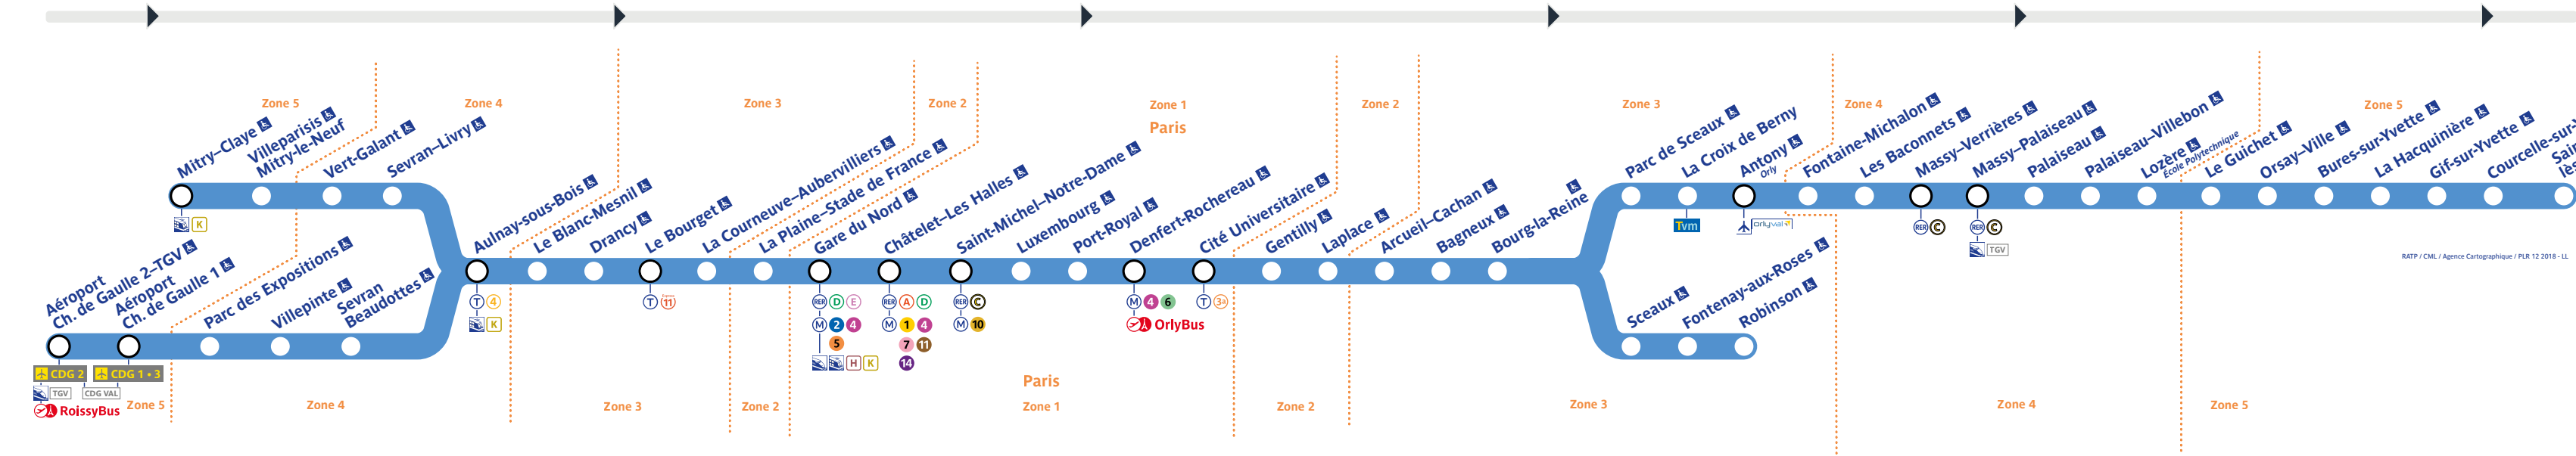 Zone 5
Zone 4
Zone 3
Zone 2
Zone 1
Paris
Zone 2
Zone 3
Zone 4
Zone 5
Mitry–Claye
Villeparisis
Mitry-le-Neuf
Vert-Galant
Sevran–Livry
K
Aéroport
Ch. de Gaulle 2–TGV
Aéroport
Ch. de Gaulle 1
Parc des Expositions
Villepinte
Sevran
Beaudottes
CDG 2
CDG 1 • 3
TGV
CDG VAL
RoissyBus
Aulnay-sous-Bois
T 4
K
Le Blanc-Mesnil
Drancy
Le Bourget
T 11
La Courneuve–Aubervilliers
La Plaine–Stade de France
Gare du Nord
RER D E
M 2 4
5
H K
Châtelet–Les Halles
RER A D
M 1 4
7 11
14
Saint-Michel–Notre-Dame
RER C
M 10
Luxembourg
Port-Royal
Denfert-Rochereau
M 4 6
OrlyBus
Cité Universitaire
T 3a
Gentilly
Laplace
Arcueil–Cachan
Bagneux
Bourg-la-Reine
Parc de Sceaux
La Croix de Berny
Tvm
Antony
Orly
orlyval
Fontaine-Michalon
Les Baconnets
Massy–Verrières
RER C
Massy–Palaiseau
RER C
TGV
Palaiseau
Palaiseau–Villebon
Lozère
École Polytechnique
Le Guichet
Orsay-Ville
Bures-sur-Yvette
La Hacquinière
Gif-sur-Yvette
Courcelle-sur-
Sain
lès
Sceaux
Fontenay-aux-Roses
Robinson
RATP / CML / Agence Cartographique / PLR 12 2018 - LL
Zone 5
Zone 4
Zone 3
Zone 2
Paris
Zone 1
Zone 2
Zone 3
Zone 4
Zone 5